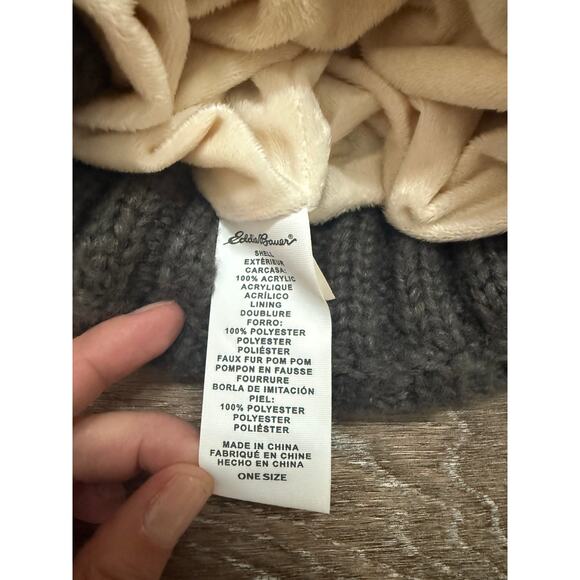 Eddie Bauer®
SHELL
EXTÉRIEUR
CARCASA:
100% ACRYLIC
ACRYLIQUE
ACRÍLICO
LINING
DOUBLURE
FORRO:
100% POLYESTER
POLYESTER
POLIÉSTER
FAUX FUR POM POM
POMPON EN FAUSSE
FOURRURE
BORLA DE IMITACIÓN
PIEL:
100% POLYESTER
POLYESTER
POLIÉSTER
MADE IN CHINA
FABRIQUÉ EN CHINE
HECHO EN CHINA
ONE SIZE